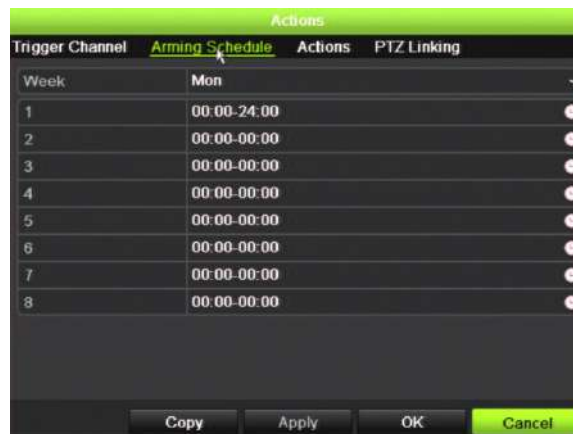 Actions
Trigger Channel Arming Schedule Actions PTZ Linking
Week Mon
1 00:00-24:00
2 00:00-00:00
3 00:00-00:00
4 00:00-00:00
5 00:00-00:00
6 00:00-00:00
7 00:00-00:00
8 00:00-00:00
Copy Apply OK Cancel